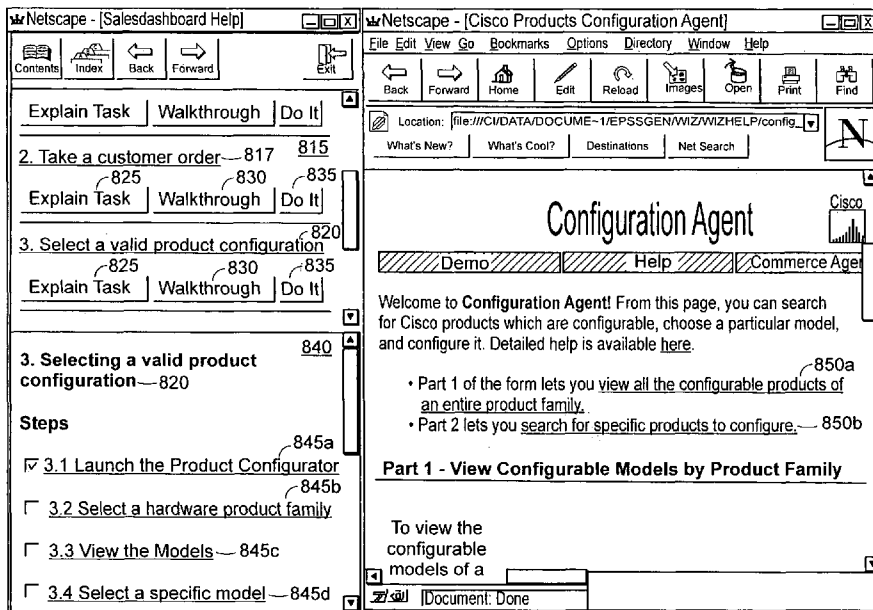 Netscape - [Salesdashboard Help]
Contents
Index
Back
Forward
Exit
Explain Task
Walkthrough
Do It
2. Take a customer order
817
815
825
830
835
Explain Task
Walkthrough
Do It
3. Select a valid product configuration
820
825
830
835
Explain Task
Walkthrough
Do It
840
3. Selecting a valid product
configuration
820
Steps
845a
3.1 Launch the Product Configurator
845b
3.2 Select a hardware product family
3.3 View the Models
845c
3.4 Select a specific model
845d
Netscape - [Cisco Products Configuration Agent]
File Edit View Go Bookmarks Options Directory Window Help
Back
Forward
Home
Edit
Reload
Images
Open
Print
Find
Location: file:///CI/DATA/DOCUME~1/EPSSGEN/WIZ/WIZHELP/config_
N
What's New?
What's Cool?
Destinations
Net Search
Configuration Agent
Cisco
Demo
Help
Commerce Agen
Welcome to Configuration Agent! From this page, you can search
for Cisco products which are configurable, choose a particular model,
and configure it. Detailed help is available here.
850a
• Part 1 of the form lets you view all the configurable products of
an entire product family.
• Part 2 lets you search for specific products to configure.
850b
Part 1 - View Configurable Models by Product Family
To view the
configurable
models of a
Document: Done